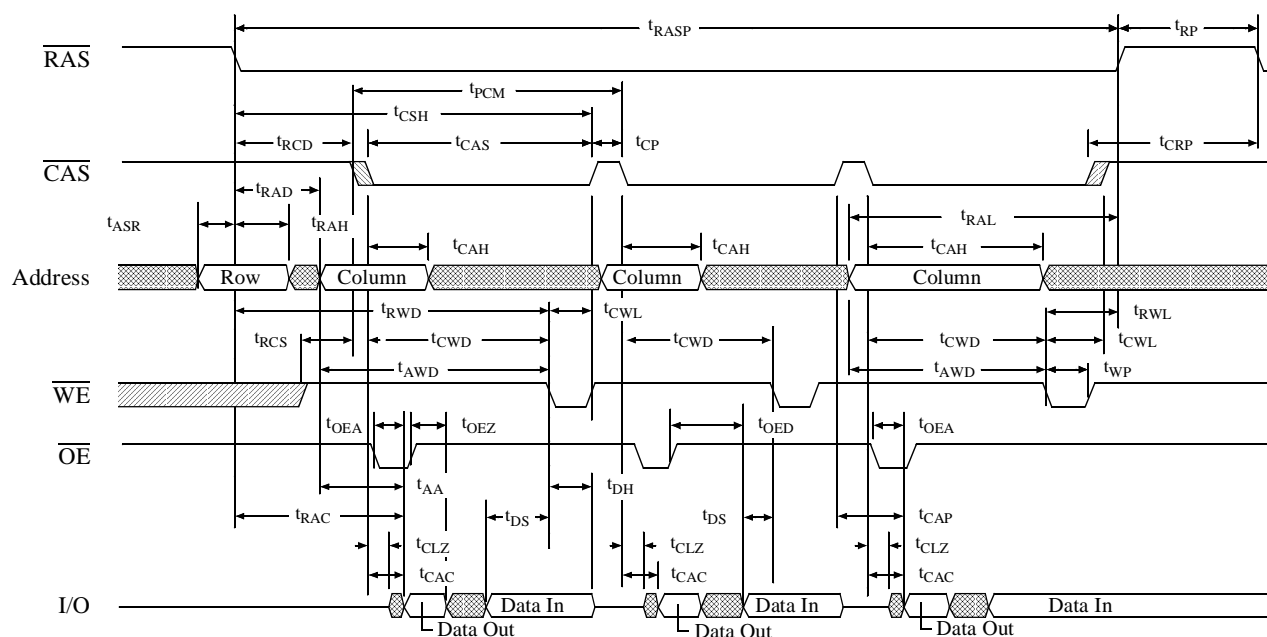 tRASP tRP
RAS
tPCM
tCSH
tRCD tCAS tCP tCRP
CAS
tRAD
tASR tRAH tRAL
tCAH tCAH tCAH
Address Row Column Column Column
tRWD tCWL tRWL
tRCS tCWD tCWD tCWD tCWL
tAWD tAWD tWP
WE
tOEA tOEZ tOED tOEA
OE
tAA tDH
tRAC tDS tDS tCAP
tCLZ tCLZ tCLZ
tCAC tCAC tCAC
I/O Data In Data In Data In
Data Out Data Out Data Out